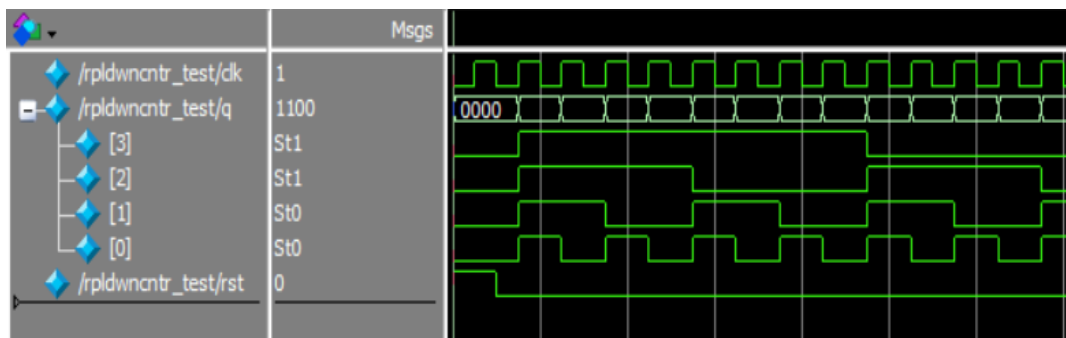 Msgs
/rpldwncntr_test/clk 1
/rpldwncntr_test/q 1100 0000
[3] St1
[2] St1
[1] St0
[0] St0
/rpldwncntr_test/rst 0